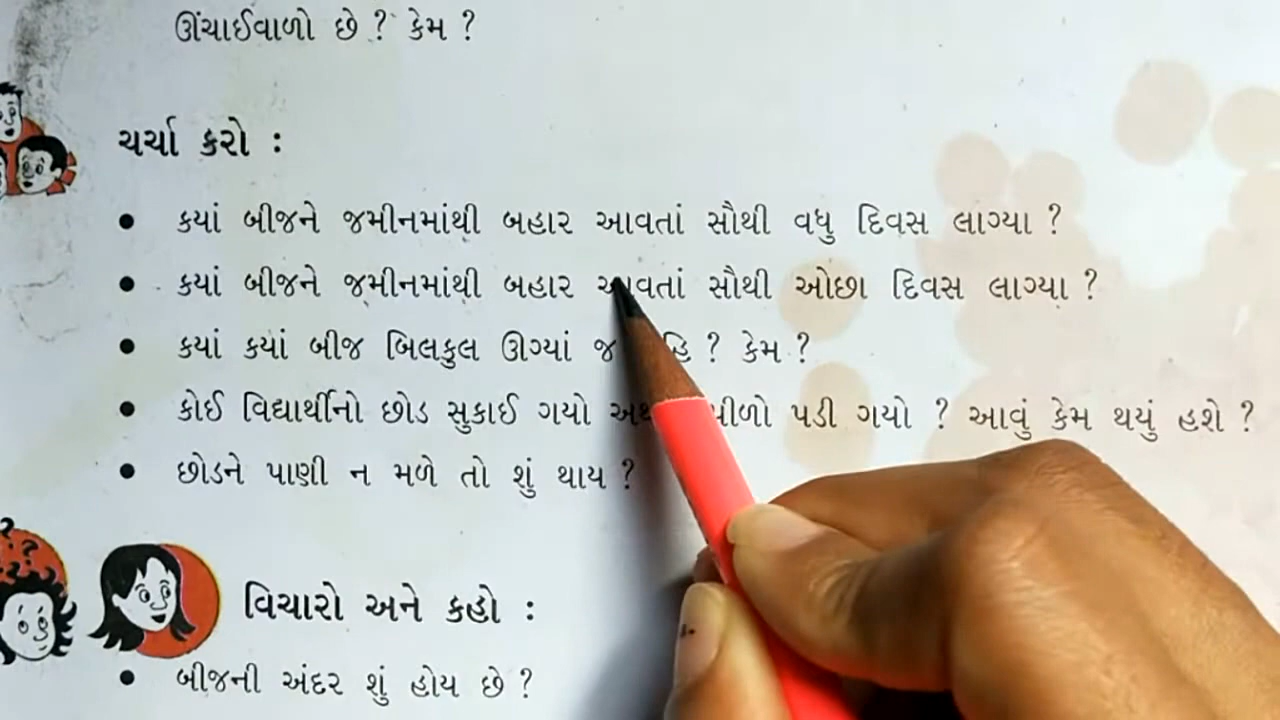 ઊંચાઈવાળો છે ? કેમ ?
ચર્ચા કરો :
• કયાં બીજને જમીનમાંથી બહાર આવતાં સૌથી વધુ દિવસ લાગ્યા ?
• કયાં બીજને જમીનમાંથી બહાર આવતાં સૌથી ઓછા દિવસ લાગ્યા ?
• કયાં કયાં બીજ બિલકુલ ઊગ્યાં જ ? કેમ ?
• કોઈ વિદ્યાર્થીનો છોડ સુકાઈ ગયો પીળો પડી ગયો ? આવું કેમ થયું હશે ?
• છોડને પાણી ન મળે તો શું થાય ?
વિચારો અને કહો :
• બીજની અંદર શું હોય છે ?